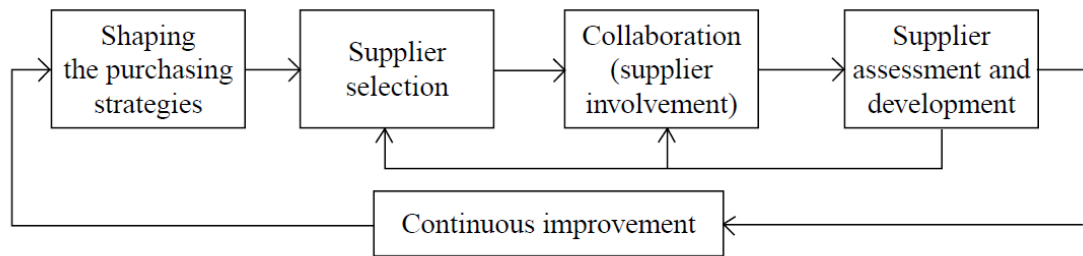 Shaping
the purchasing
strategies
Supplier
selection
Collaboration
(supplier
involvement)
Supplier
assessment and
development
Continuous improvement